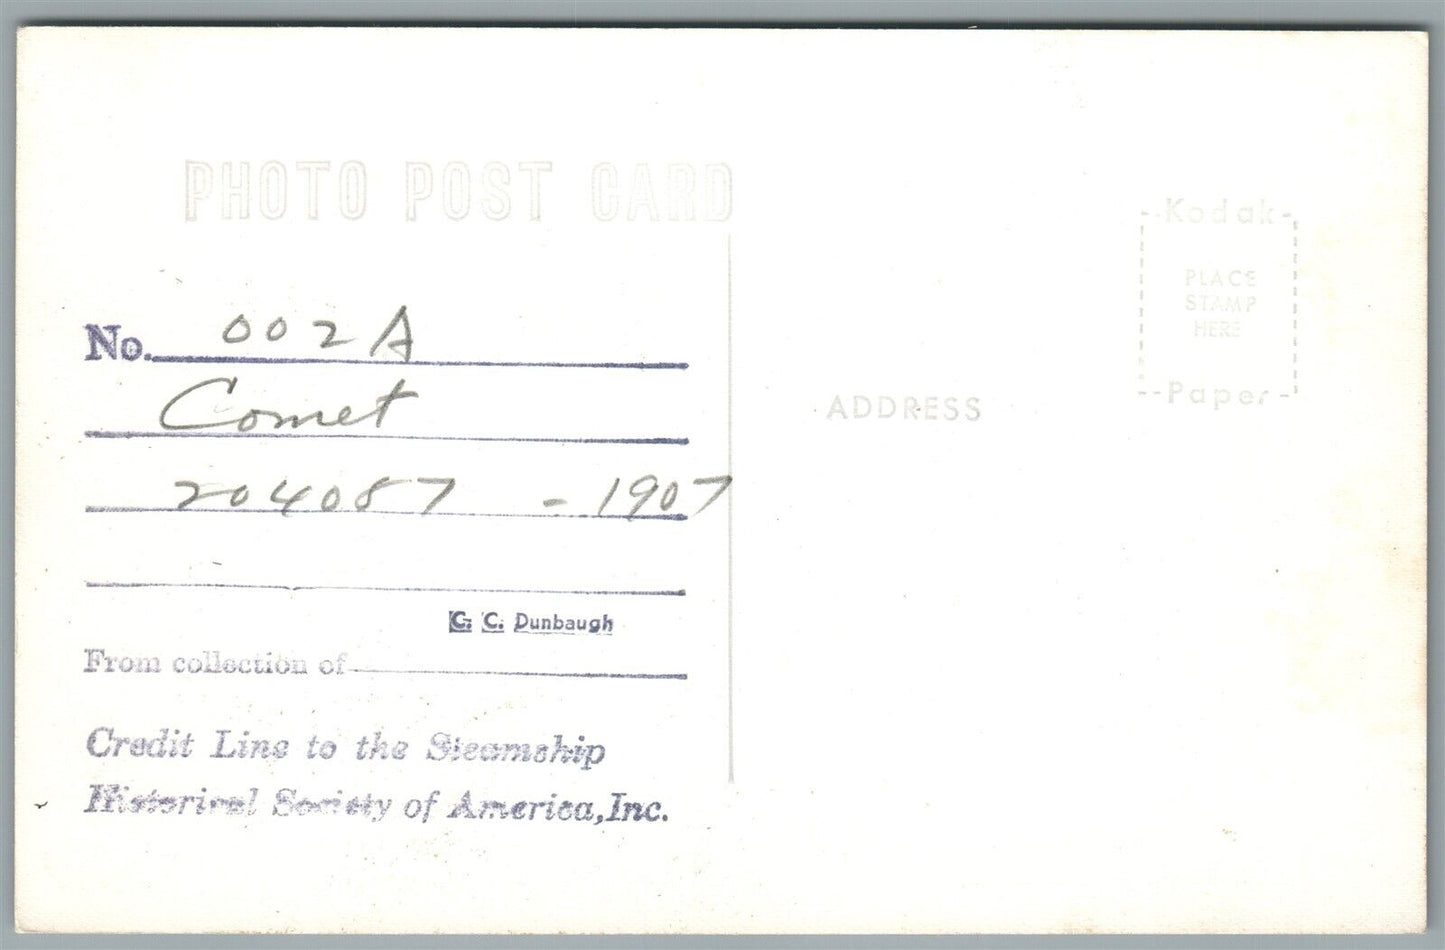 PHOTO POST CARD
No. 002A
Comet
204087 - 1907
C. C. Dunbaugh
From collection of
Credit Line to the Steamship
Historical Society of America, Inc.
ADDRESS
Kodak
PLACE
STAMP
HERE
Paper